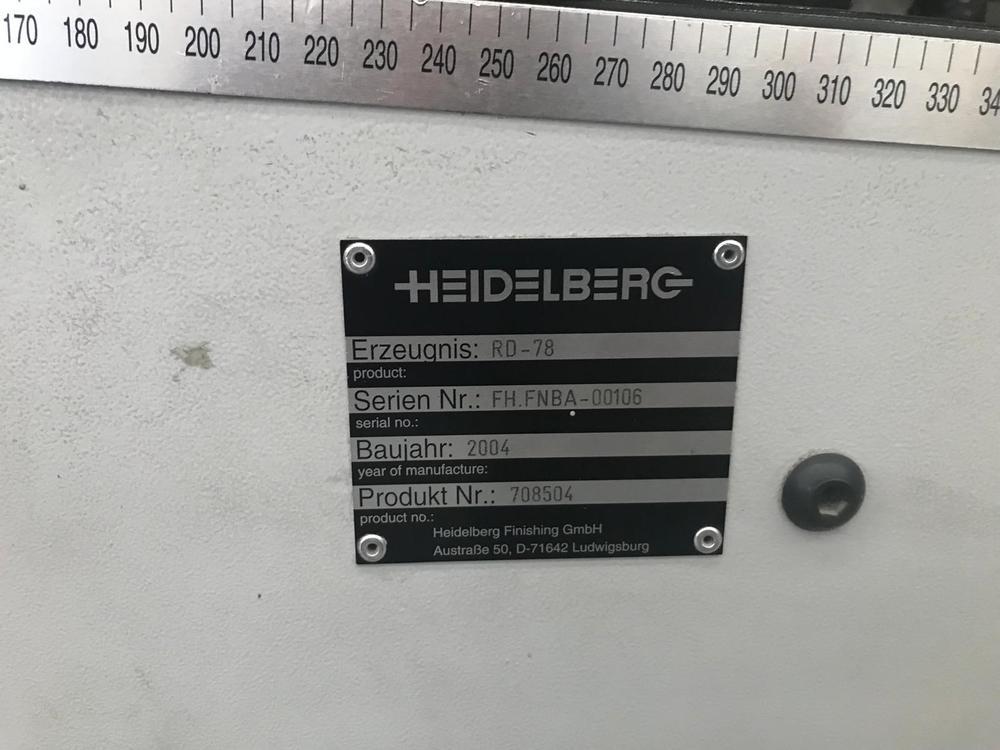 170 180 190 200 210 220 230 240 250 260 270 280 290 300 310 320 330 34
HEIDELBERG
Erzeugnis: RD-78
product:
Serien Nr.: FH.FNBA-00106
serial no.:
Baujahr: 2004
year of manufacture:
Produkt Nr.: 708504
product no.:
Heidelberg Finishing GmbH
Austraße 50, D-71642 Ludwigsburg